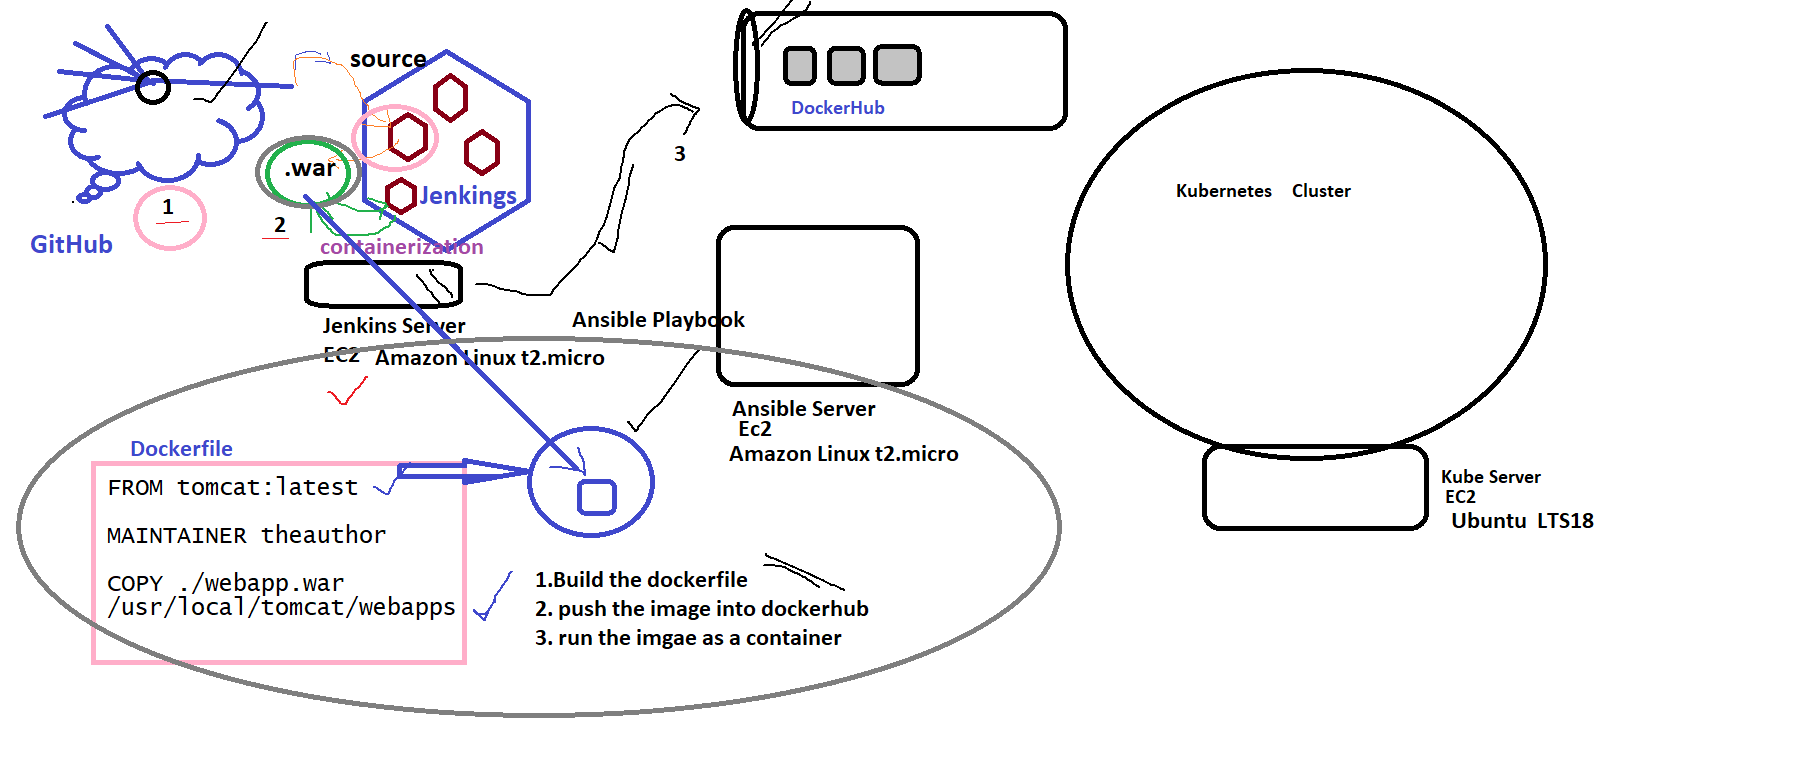 source
DockerHub
.war
Jenkings
1
2
3
GitHub
containerization
Kubernetes Cluster
Jenkins Server
EC2 Amazon Linux t2.micro
Ansible Playbook
Ansible Server
Ec2
Amazon Linux t2.micro
Dockerfile
FROM tomcat:latest
MAINTAINER theauthor
COPY ./webapp.war
/usr/local/tomcat/webapps
1.Build the dockerfile
2. push the image into dockerhub
3. run the imgae as a container
Kube Server
EC2
Ubuntu LTS18